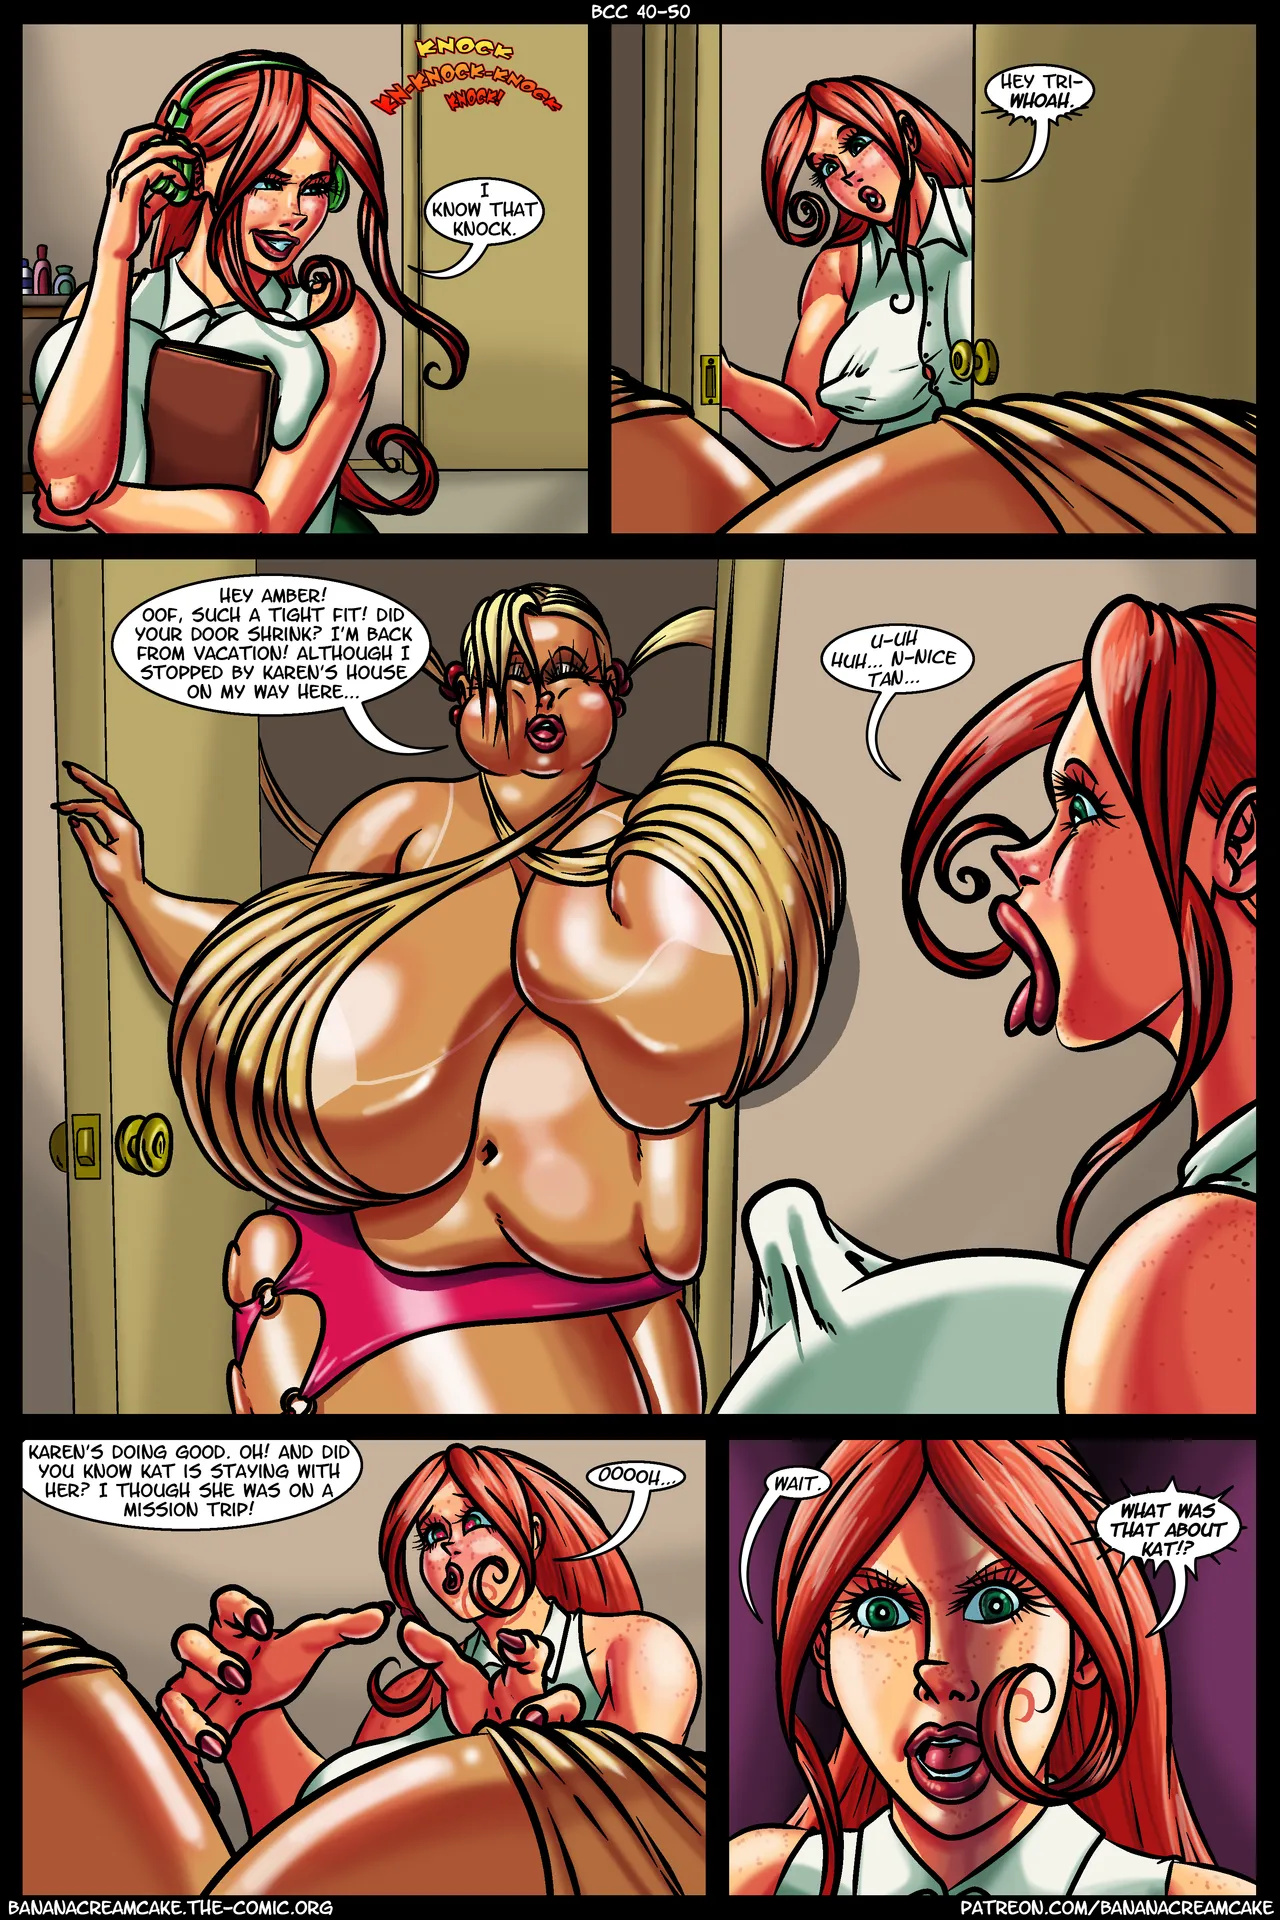 BCC 40-50
KNOCK
KN-KNOCK-KNOCK
KNOCK!
I
KNOW THAT
KNOCK.
HEY TRI-
WHOAH.
HEY AMBER!
OOF, SUCH A TIGHT FIT! DID
YOUR DOOR SHRINK? I'M BACK
FROM VACATION! ALTHOUGH I
STOPPED BY KAREN'S HOUSE
ON MY WAY HERE...
U-UH
HUH... N-NICE
TAN...
KAREN'S DOING GOOD. OH! AND DID
YOU KNOW KAT IS STAYING WITH
HER? I THOUGH SHE WAS ON A
MISSION TRIP!
OOOOH...
WAIT.
WHAT WAS
THAT ABOUT
KAT!?
BANANACREAMCAKE.THE-COMIC.ORG
PATREON.COM/BANANACREAMCAKE